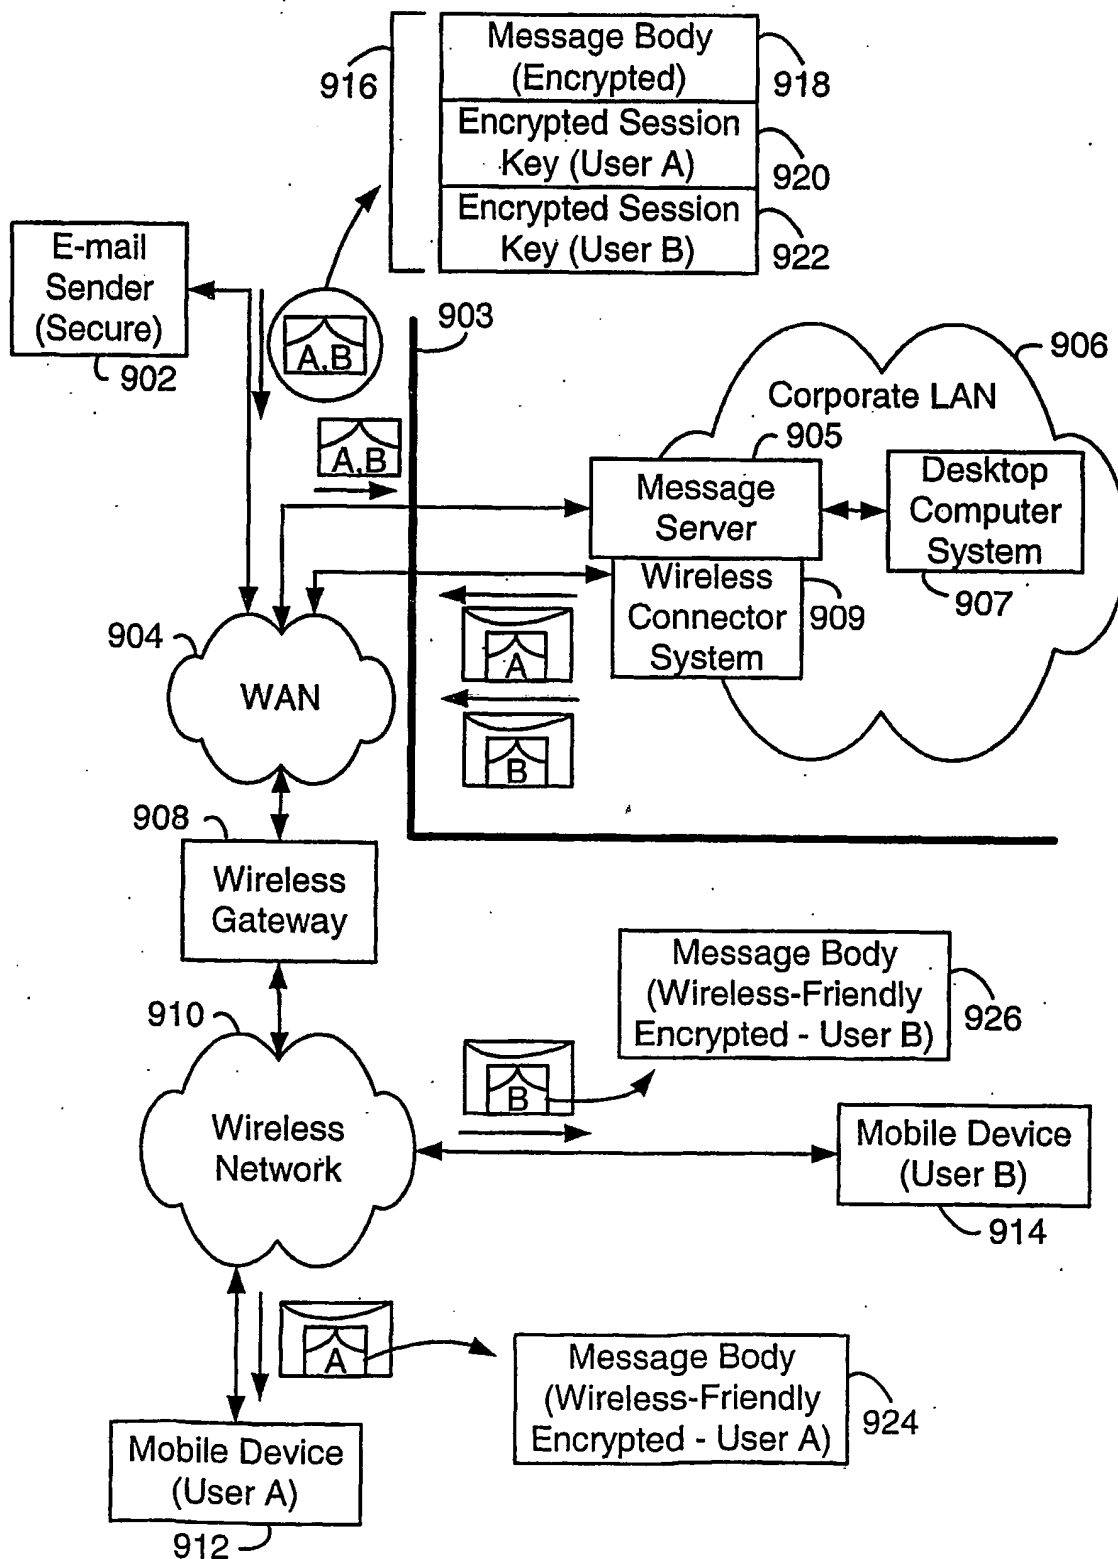 Message Body
(Encrypted)
916
918
Encrypted Session
Key (User A)
920
Encrypted Session
Key (User B)
922
E-mail
Sender
(Secure)
902
A,B
903
906
Corporate LAN
A,B
905
Message
Server
Desktop
Computer
System
907
Wireless
Connector
System
909
904
WAN
A
B
908
Wireless
Gateway
Message Body
(Wireless-Friendly
Encrypted - User B)
926
910
B
Wireless
Network
Mobile Device
(User B)
914
A
Message Body
(Wireless-Friendly
Encrypted - User A)
924
Mobile Device
(User A)
912